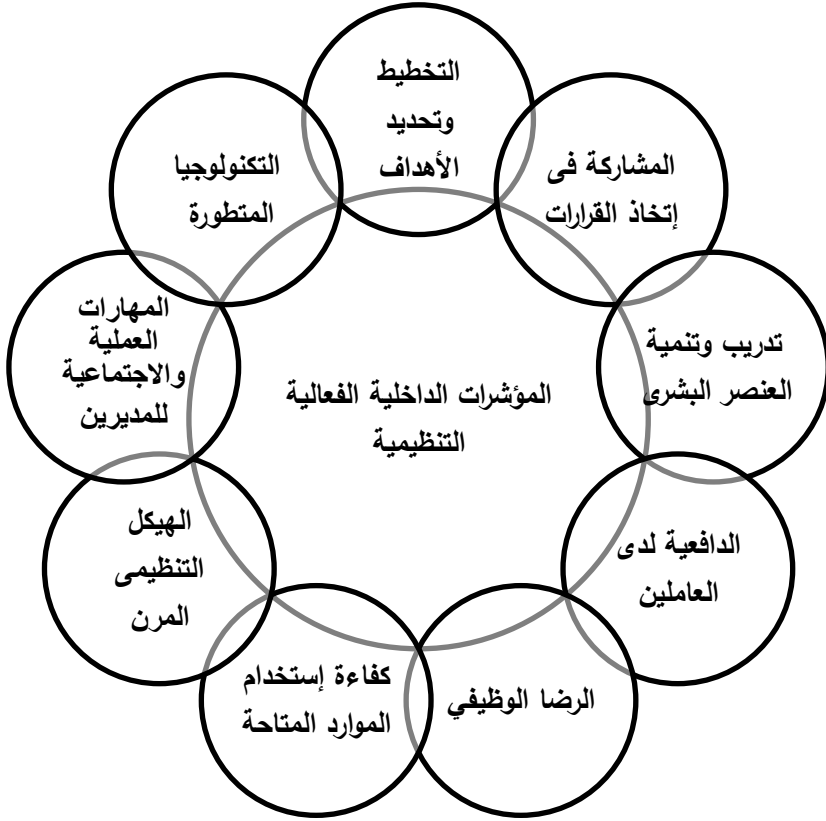 التخطيط
وتحديد
الأهداف
المشاركة فى
إتخاذ القرارات
تدريب وتنمية
العنصر البشرى
الدافعية لدى
العاملين
الرضا الوظيفي
كفاءة إستخدام
الموارد المتاحة
الهيكل
التنظيمى
المرن
المهارات
العملية
والاجتماعية
للمديرين
التكنولوجيا
المتطورة
المؤشرات الداخلية الفعالية
التنظيمية